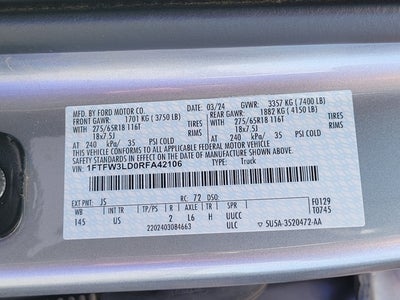 MFD. BY FORD MOTOR CO. 03/24 GVWR: 3357 KG (7400 LB)
FRONT GAWR: 1701 KG (3750 LB) REAR GAWR: 1882 KG (4150 LB)
WITH 275/65R18 116T TIRES WITH 275/65R18 116T TIRES
18x7.5J RIMS 18x7.5J RIMS
AT 240 kPa/ 35 PSI COLD AT 240 kPa/ 35 PSI COLD
THIS VEHICLE CONFORMS TO ALL APPLICABLE FEDERAL MOTOR VEHICLE
SAFETY STANDARDS IN EFFECT ON THE DATE OF MANUFACTURE SHOWN ABOVE.
VIN: 1FTFW3LD0RFA42106 TYPE: Truck
EXT PNT: JS RC: 72 DSO: F0129
WB INT TR TP/PS R AXLE TR SPR T0745
145 US 2 L6 H UUCC
2202403084663 ULC 5USA-3520472-AA